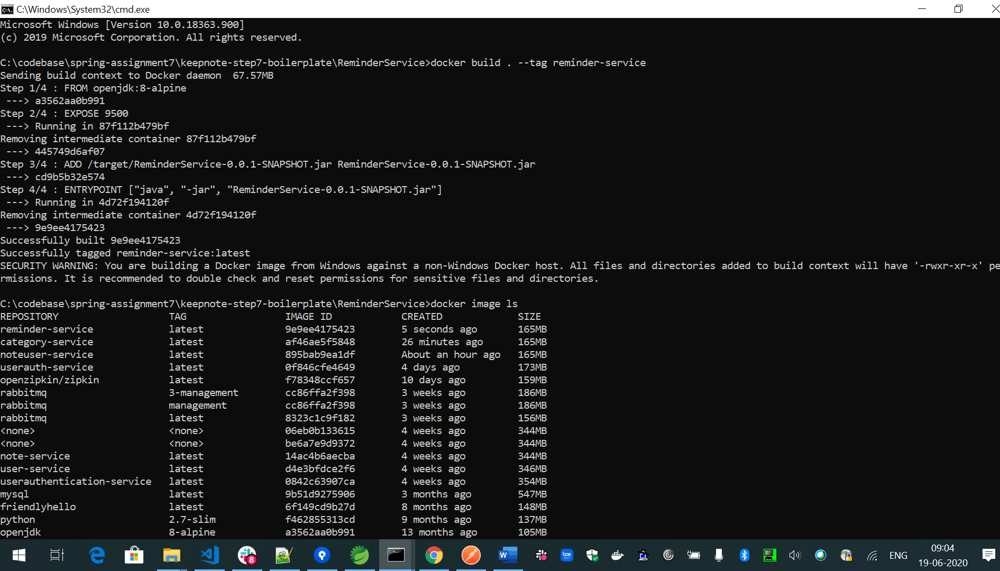 C:\Windows\System32\cmd.exe
Microsoft Windows [Version 10.0.18363.900]
(c) 2019 Microsoft Corporation. All rights reserved.
C:\codebase\spring-assignment7\keepnote-step7-boilerplate\ReminderService>docker build . --tag reminder-service
Sending build context to Docker daemon  67.57MB
Step 1/4 : FROM openjdk:8-alpine
 ---> a3562aa0b991
Step 2/4 : EXPOSE 9500
 ---> Running in 87f112b479bf
Removing intermediate container 87f112b479bf
 ---> 445749d6af07
Step 3/4 : ADD /target/ReminderService-0.0.1-SNAPSHOT.jar ReminderService-0.0.1-SNAPSHOT.jar
 ---> cd9b5b32e574
Step 4/4 : ENTRYPOINT ["java", "-jar", "ReminderService-0.0.1-SNAPSHOT.jar"]
 ---> Running in 4d72f194120f
Removing intermediate container 4d72f194120f
 ---> 9e9ee4175423
Successfully built 9e9ee4175423
Successfully tagged reminder-service:latest
SECURITY WARNING: You are building a Docker image from Windows against a non-Windows Docker host. All files and directories added to build context will have '-rwxr-xr-x' pe
rmissions. It is recommended to double check and reset permissions for sensitive files and directories.
C:\codebase\spring-assignment7\keepnote-step7-boilerplate\ReminderService>docker image ls
REPOSITORY                   TAG                 IMAGE ID            CREATED             SIZE
reminder-service             latest              9e9ee4175423        5 seconds ago       165MB
category-service             latest              af46ae5f5848        26 minutes ago      165MB
noteuser-service             latest              895bab9ea1df        About an hour ago   165MB
userauth-service             latest              0f846cfe4649        4 days ago          173MB
openzipkin/zipkin            latest              f78348ccf657        10 days ago         159MB
rabbitmq                     3-management        cc86ffa2f398        3 weeks ago         186MB
rabbitmq                     management          cc86ffa2f398        3 weeks ago         186MB
rabbitmq                     latest              8323c1c9f182        3 weeks ago         156MB
<none>                       <none>              06eb0b133615        4 weeks ago         344MB
<none>                       <none>              be6a7e9d9372        4 weeks ago         344MB
note-service                 latest              14ac4b6aecba        4 weeks ago         344MB
user-service                 latest              d4e3bfdce2f6        4 weeks ago         346MB
userauthentication-service   latest              0842c63907ca        4 weeks ago         354MB
mysql                        latest              9b51d9275906        3 months ago        547MB
friendlyhello                latest              6f149cd9b27d        8 months ago        148MB
python                       2.7-slim            f462855313cd        9 months ago        137MB
openjdk                      8-alpine            a3562aa0b991        13 months ago       105MB
8
W
box
ENG
09:04
19-06-2020